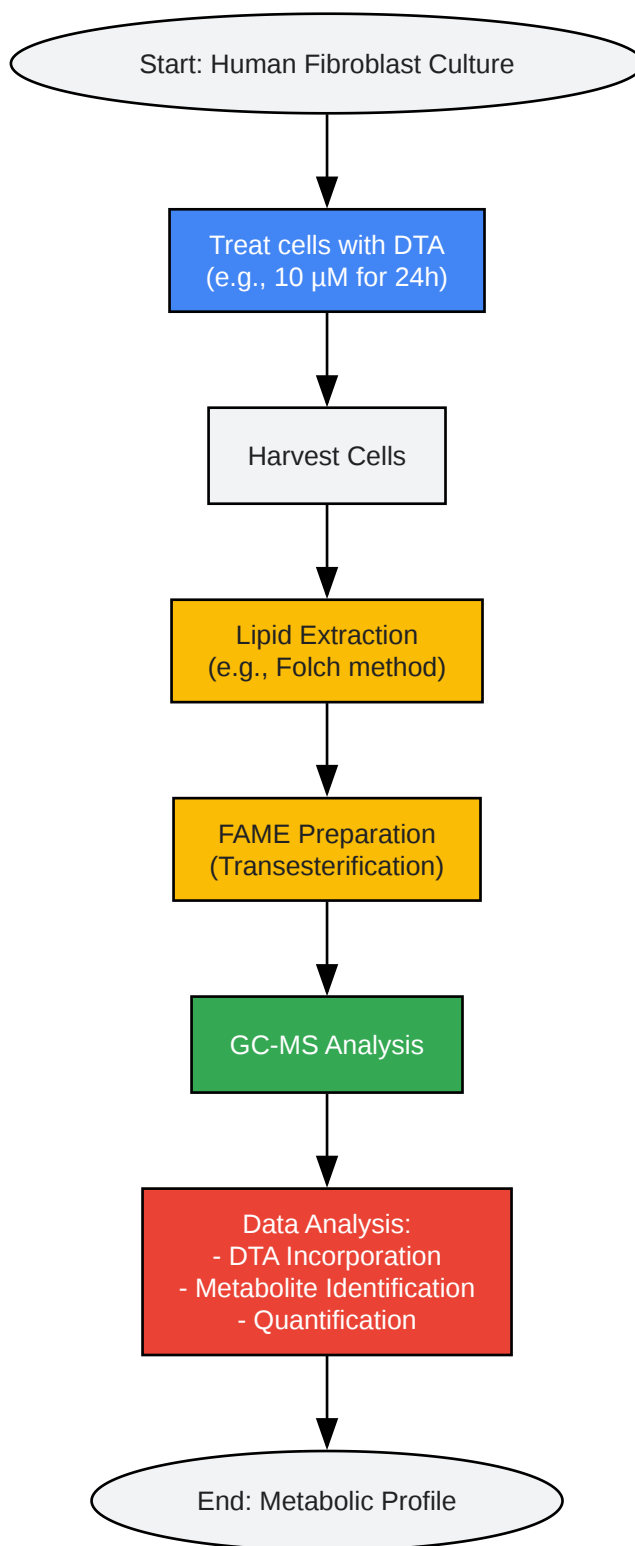 Start: Human Fibroblast Culture
Treat cells with DTA
(e.g., 10 µM for 24h)
Harvest Cells
Lipid Extraction
(e.g., Folch method)
FAME Preparation
(Transesterification)
GC-MS Analysis
Data Analysis:
- DTA Incorporation
- Metabolite Identification
- Quantification
End: Metabolic Profile